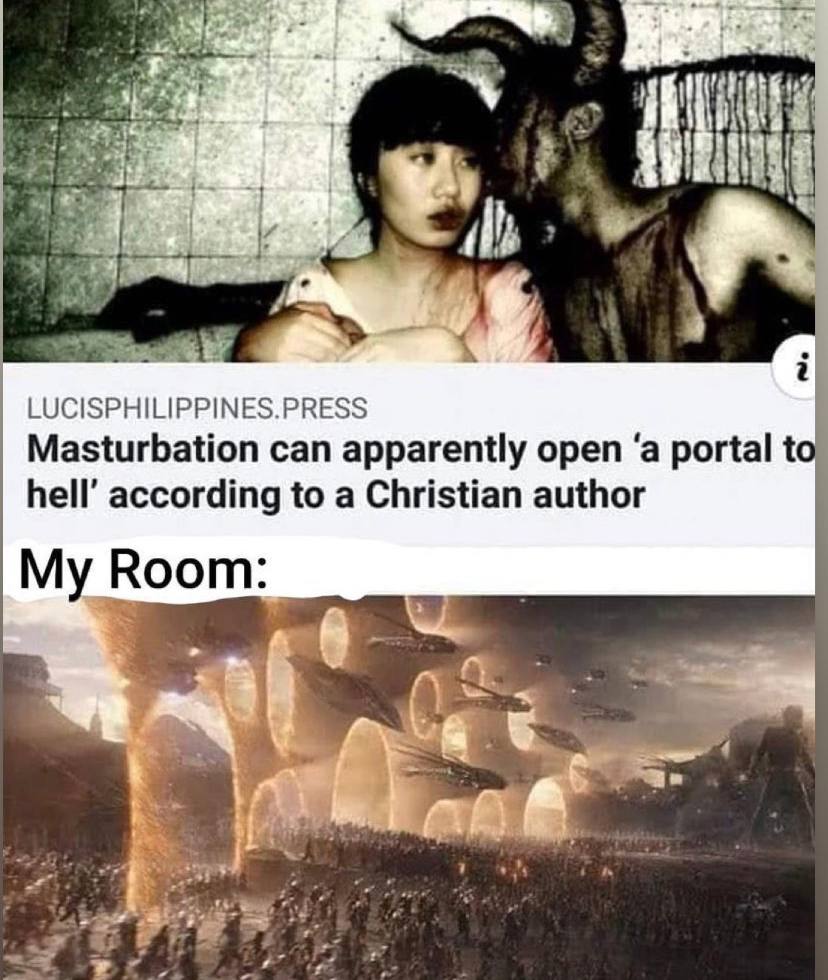 i
LUCISPHILIPPINES.PRESS
Masturbation can apparently open ‘a portal to
hell’ according to a Christian author
My Room: